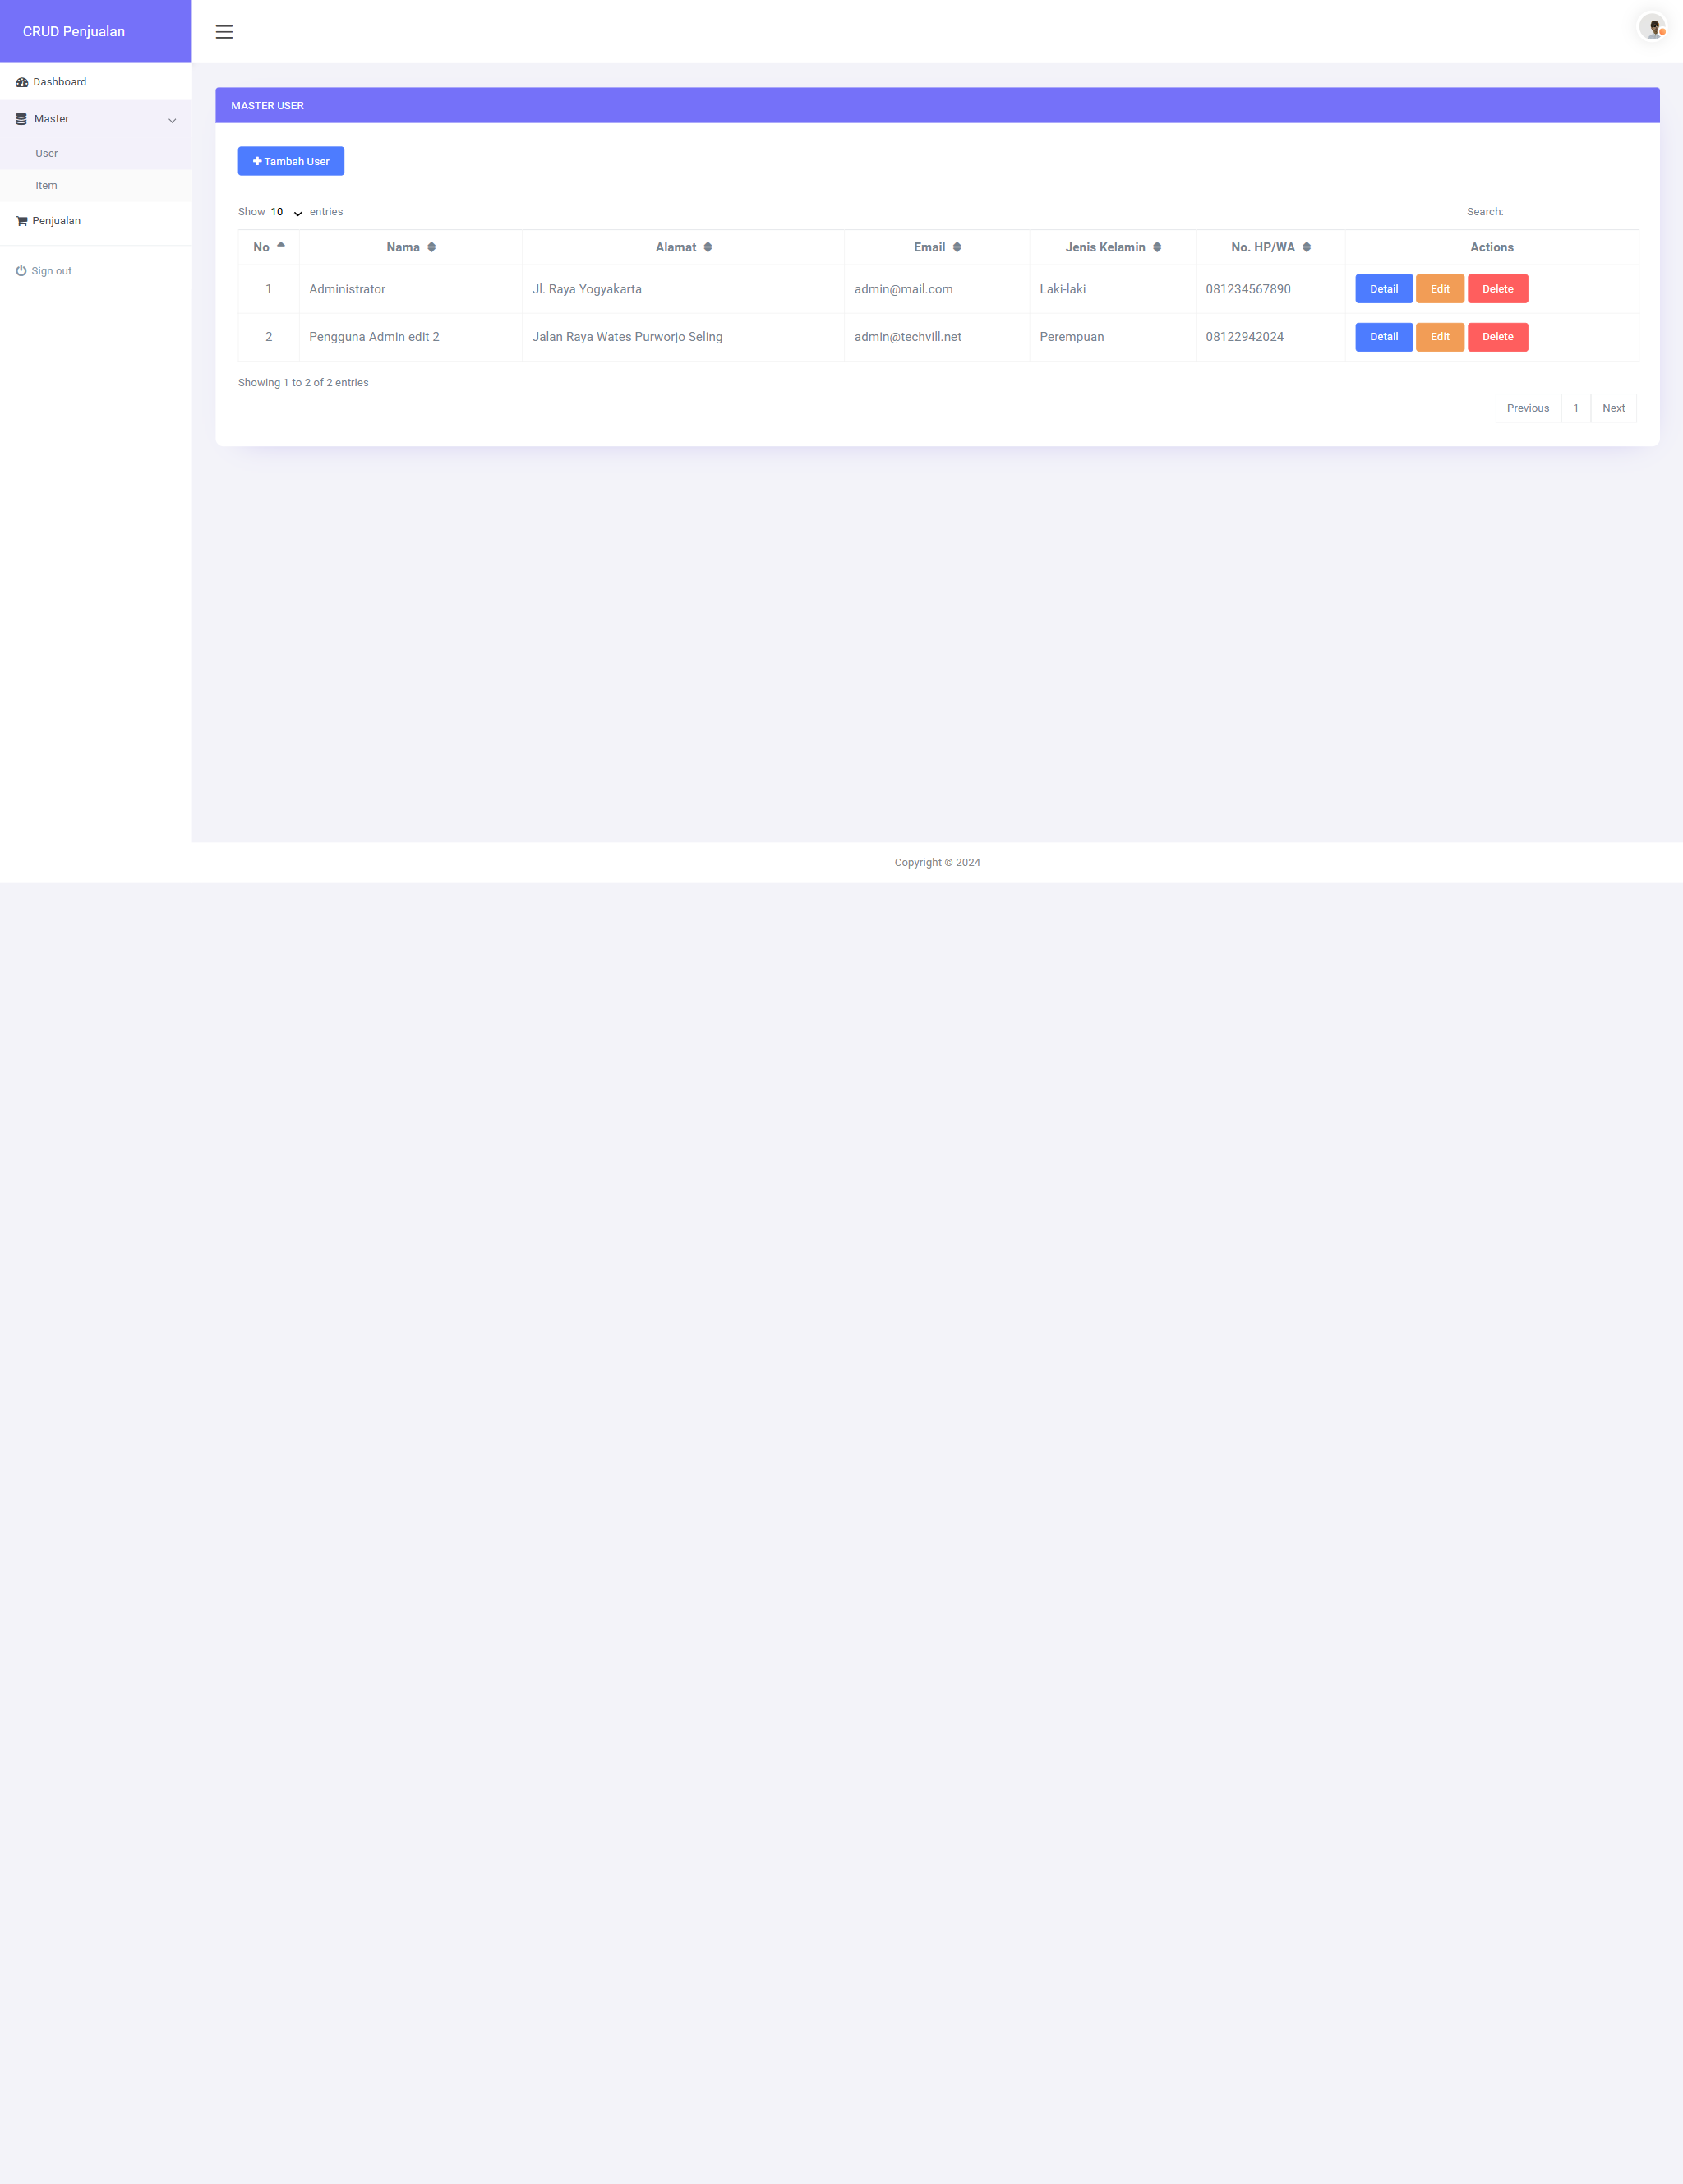 CRUD Penjualan
Dashboard
Master
User
Item
Penjualan
Sign out
MASTER USER
Tambah User
Show 10 entries
Search:
No Nama Alamat Email Jenis Kelamin No. HP/WA Actions
1 Administrator Jl. Raya Yogyakarta admin@mail.com Laki-laki 081234567890 Detail Edit Delete
2 Pengguna Admin edit 2 Jalan Raya Wates Purworjo Seling admin@techvill.net Perempuan 08122942024 Detail Edit Delete
Showing 1 to 2 of 2 entries
Previous 1 Next
Copyright © 2024